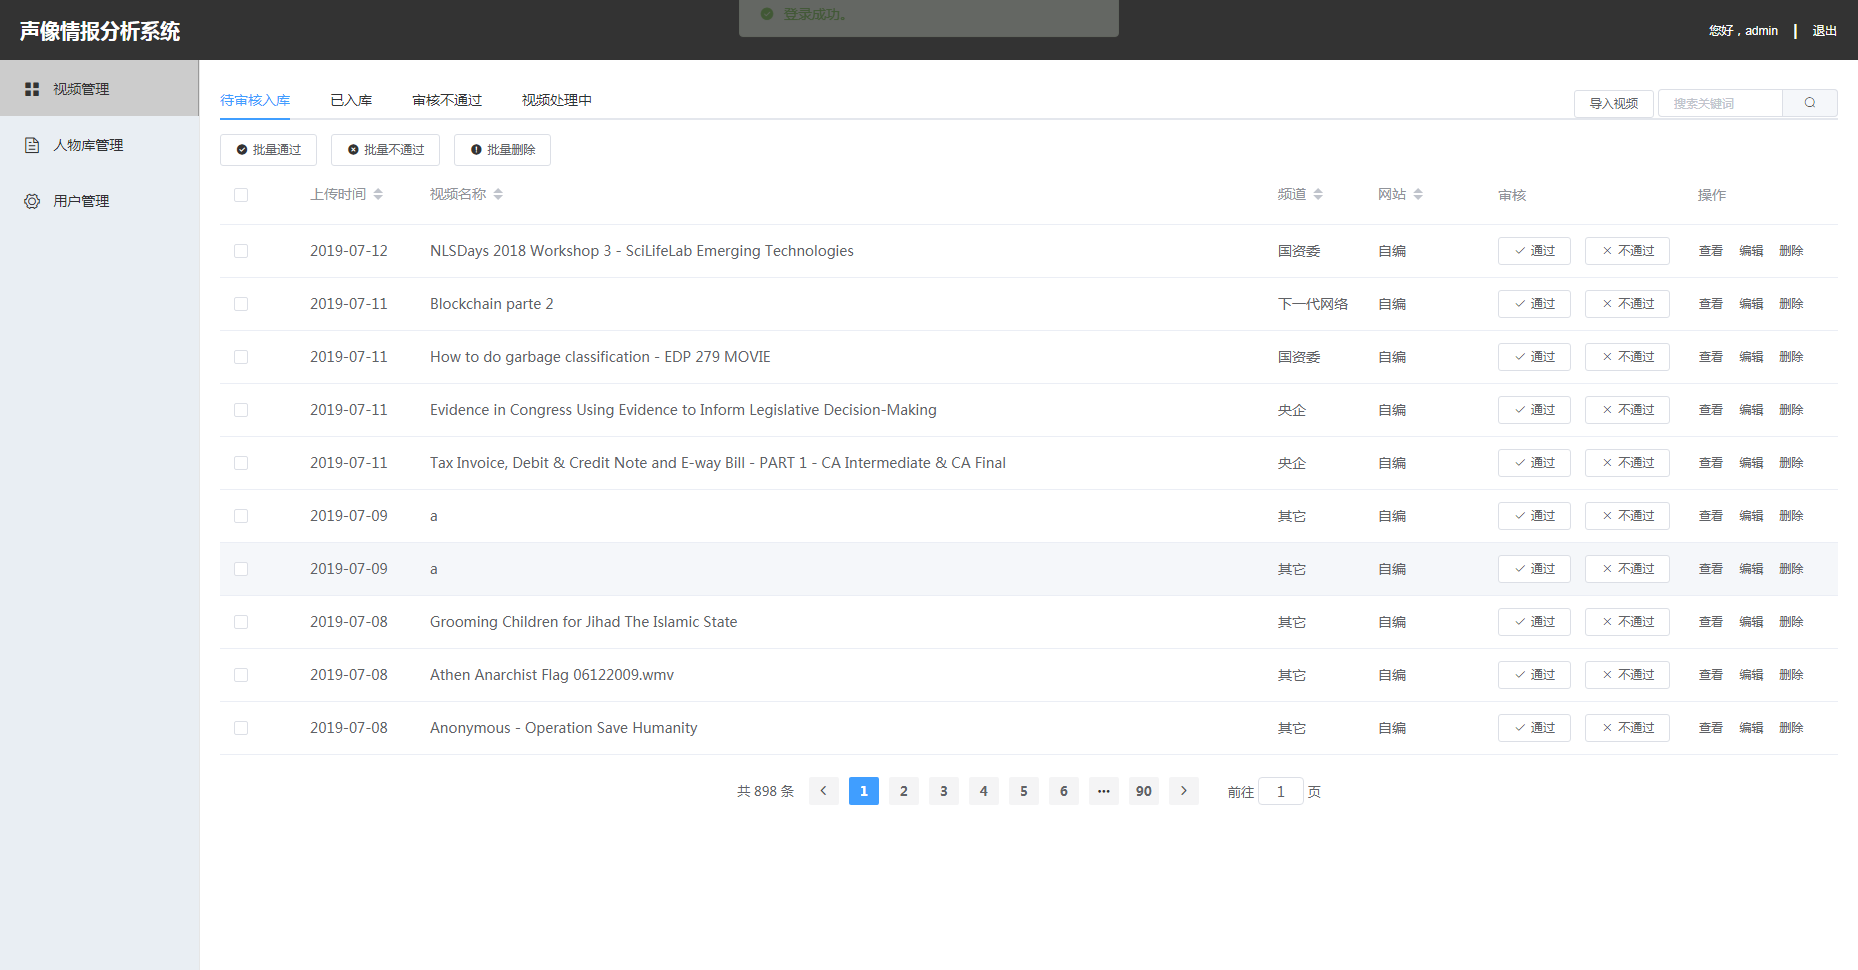 登录成功。
声像情报分析系统
您好，admin | 退出
视频管理
人物库管理
用户管理
待审核入库 已入库 审核不通过 视频处理中 导入视频 搜索关键词
批量通过 批量不通过 批量删除
上传时间 视频名称 频道 网站 审核 操作
2019-07-12 NLSDays 2018 Workshop 3 - SciLifeLab Emerging Technologies 国资委 自编 通过 不通过 查看 编辑 删除
2019-07-11 Blockchain parte 2 下一代网络 自编 通过 不通过 查看 编辑 删除
2019-07-11 How to do garbage classification - EDP 279 MOVIE 国资委 自编 通过 不通过 查看 编辑 删除
2019-07-11 Evidence in Congress Using Evidence to Inform Legislative Decision-Making 央企 自编 通过 不通过 查看 编辑 删除
2019-07-11 Tax Invoice, Debit & Credit Note and E-way Bill - PART 1 - CA Intermediate & CA Final 央企 自编 通过 不通过 查看 编辑 删除
2019-07-09 a 其它 自编 通过 不通过 查看 编辑 删除
2019-07-09 a 其它 自编 通过 不通过 查看 编辑 删除
2019-07-08 Grooming Children for Jihad The Islamic State 其它 自编 通过 不通过 查看 编辑 删除
2019-07-08 Athen Anarchist Flag 06122009.wmv 其它 自编 通过 不通过 查看 编辑 删除
2019-07-08 Anonymous - Operation Save Humanity 其它 自编 通过 不通过 查看 编辑 删除
共 898 条 1 2 3 4 5 6 ... 90 前往 1 页